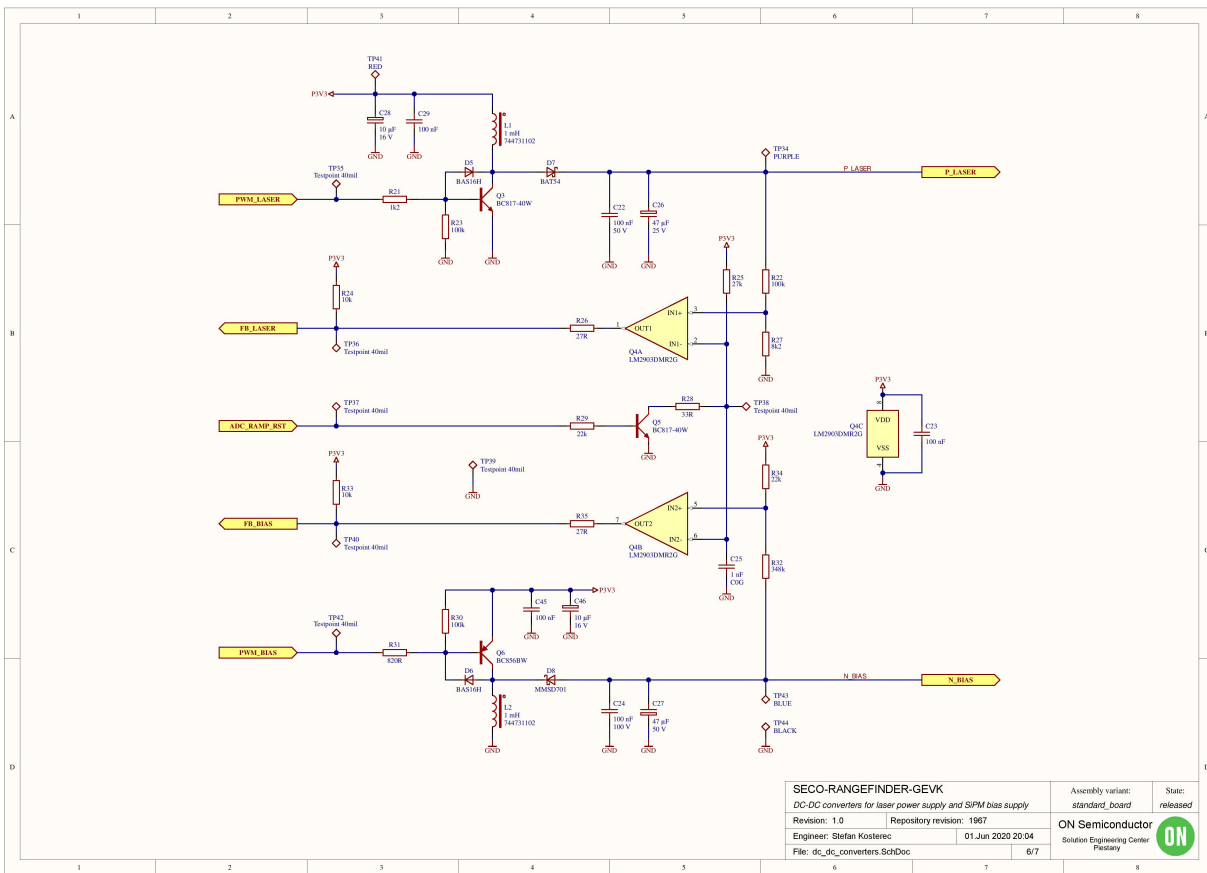 1 2 3 4 5 6 7 8
A
B
C
D
TP41
RED
P3V3
C28
10 µF
16 V
C29
100 nF
GND
GND
L1
1 mH
744731102
D5
BAS16H
D7
BAT54
TP34
PURPLE
P_LASER
P_LASER
TP35
Testpoint 40mil
PWM_LASER
R21
1k2
Q3
BC817-40W
R23
100k
GND
GND
C22
100 nF
50 V
GND
C26
47 µF
25 V
GND
P3V3
R25
27k
R22
100k
P3V3
R24
10k
FB_LASER
TP36
Testpoint 40mil
R26
27R
1
OUT1
IN1+
3
IN1-
2
Q4A
LM2903DMR2G
R27
8k2
GND
TP37
Testpoint 40mil
ADC_RAMP_RST
R29
22k
R28
33R
Q5
BC817-40W
GND
TP38
Testpoint 40mil
P3V3
8
VDD
VSS
4
Q4C
LM2903DMR2G
C23
100 nF
GND
TP39
Testpoint 40mil
GND
P3V3
R34
22k
P3V3
R33
10k
FB_BIAS
TP40
Testpoint 40mil
R35
27R
7
OUT2
IN2+
5
IN2-
6
Q4B
LM2903DMR2G
C25
1 nF
C0G
GND
R32
348k
P3V3
C45
100 nF
GND
C46
10 µF
16 V
GND
R30
100k
TP42
Testpoint 40mil
PWM_BIAS
R31
820R
Q6
BC856BW
D6
BAS16H
D8
MMSD701
L2
1 mH
744731102
GND
C24
100 nF
100 V
GND
C27
47 µF
50 V
GND
N_BIAS
N_BIAS
TP43
BLUE
TP44
BLACK
GND
SECO-RANGEFINDER-GEVK
DC-DC converters for laser power supply and SiPM bias supply
Revision: 1.0 Repository revision: 1967
Engineer: Stefan Kosterec 01.Jun 2020 20:04
File: dc_dc_converters.SchDoc 6/7
Assembly variant:
standard_board
State:
released
ON Semiconductor
Solution Engineering Center
Piestany
ON
1 2 3 4 5 6 7 8